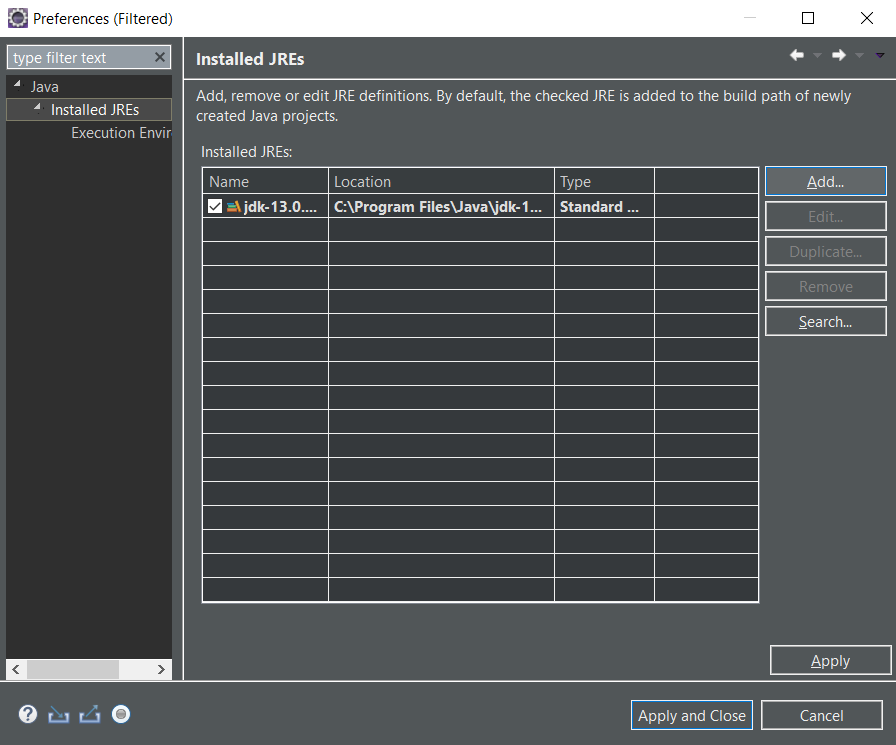 Preferences (Filtered)
type filter text
Java
Installed JREs
Execution Envir
Installed JREs
Add, remove or edit JRE definitions. By default, the checked JRE is added to the build path of newly
created Java projects.
Installed JREs:
Name Location Type
jdk-13.0.... C:\Program Files\Java\jdk-1... Standard ...
Add...
Edit...
Duplicate...
Remove
Search...
Apply
Apply and Close Cancel